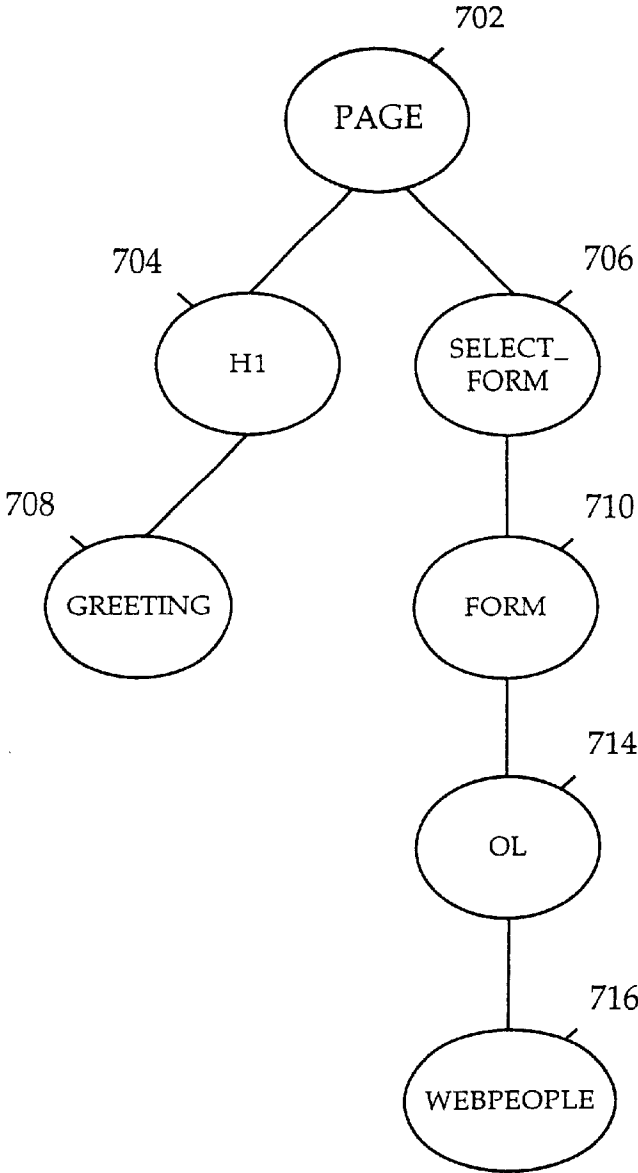 702
PAGE
704
706
H1
SELECT_
FORM
708
710
GREETING
FORM
714
OL
716
WEBPEOPLE